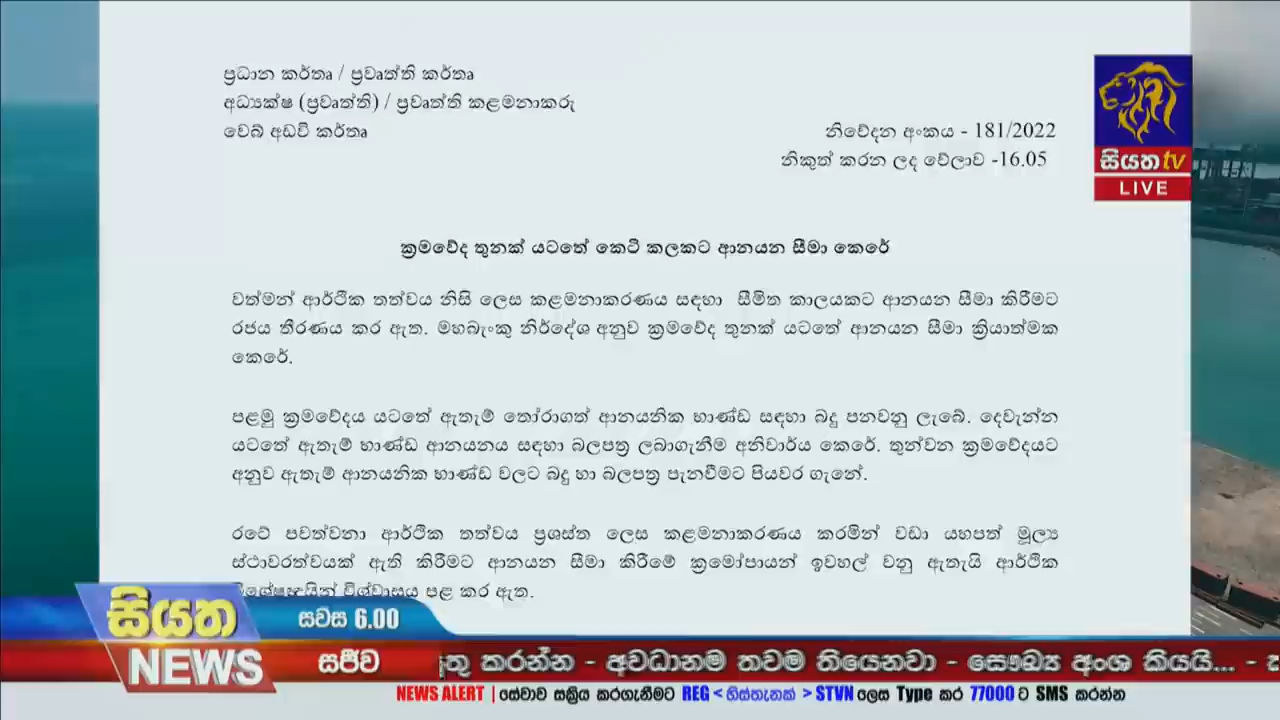 ප්‍රධාන කර්තෘ / ප්‍රවෘත්ති කර්තෘ
අධ්‍යක්ෂ (ප්‍රවෘත්ති) / ප්‍රවෘත්ති කළමනාකරු
වෙබ් අඩවි කර්තෘ
නිවේදන අංකය - 181/2022
නිකුත් කරන ලද වේලාව -16.05
සියත tv
LIVE
ක්‍රමවේද තුනක් යටතේ කෙටි කලකට ආනයන සීමා කෙරේ
වත්මන් ආර්ථික තත්වය නිසි ලෙස කළමනාකරණය සඳහා සීමිත කාලයකට ආනයන සීමා කිරීමට
රජය තීරණය කර ඇත. මහබැංකු නිර්දේශ අනුව ක්‍රමවේද තුනක් යටතේ ආනයන සීමා ක්‍රියාත්මක
කෙරේ.
පළමු ක්‍රමවේදය යටතේ ඇතැම් තෝරාගත් ආනයනික භාණ්ඩ සඳහා බදු පනවනු ලැබේ. දෙවැන්න
යටතේ ඇතැම් භාණ්ඩ ආනයනය සඳහා බලපත්‍ර ලබාගැනීම අනිවාර්ය කෙරේ. තුන්වන ක්‍රමවේදයට
අනුව ඇතැම් ආනයනික භාණ්ඩ වලට බදු හා බලපත්‍ර පැනවීමට පියවර ගැනේ.
රටේ පවත්වනා ආර්ථික තත්වය ප්‍රශස්ත ලෙස කළමනාකරණය කරමින් වඩා යහපත් මූල්‍ය
ස්ථාවරත්වයක් ඇති කිරීමට ආනයන සීමා කිරීමේ ක්‍රමෝපායන් ඉවහල් වනු ඇතැයි ආර්ථික
විශේෂඥයින් විශ්වාසය පළ කර ඇත.
සියත
NEWS
සවස 6.00
සජීව
කරන්න - අවධානම තවම තියෙනවා - සෞඛ්‍ය අංශ කියයි... -
NEWS ALERT | සේවාව සක්‍රීය කරගැනීමට REG < හිස්තැනක් > STVN ලෙස Type කර 77000 ට SMS කරන්න